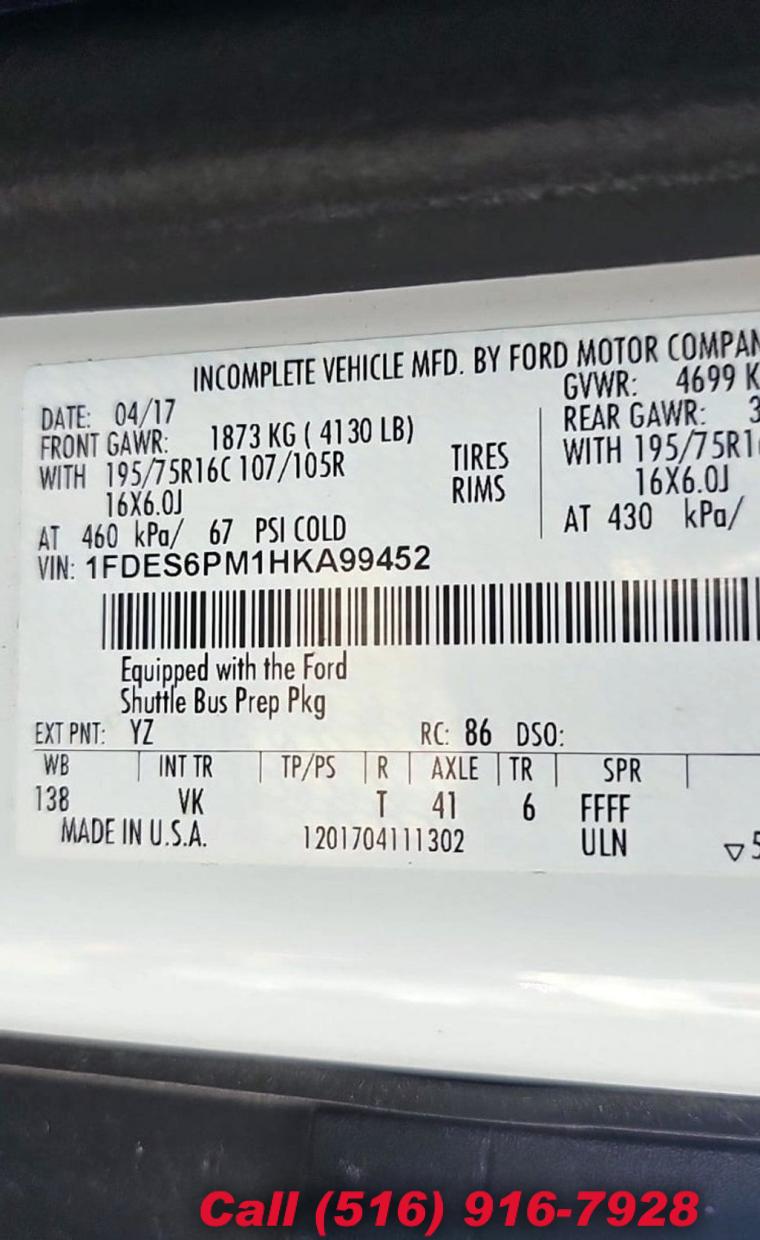 INCOMPLETE VEHICLE MFD. BY FORD MOTOR
DATE: 04/17 GVWR: 4699
FRONT GAWR: 1873 KG ( 4130 LB) REAR GAWR:
WITH 195/75R16C 107/105R TIRES WITH
16X6.0J RIMS 16X6.0J
AT 460 kPa/ 67 PSI COLD AT 430 kPa/
VIN: 1FDES6PM1HKA99452
Equipped with the Ford
Shuttle Bus Prep Pkg
EXT PNT: YZ RC: 86 DSO:
WB INT TR TP/PS R AXLE TR SPR
138 VK T 41 6 FFFF
MADE IN U.S.A. 1201704111302 ULN
Call (516) 916-7928